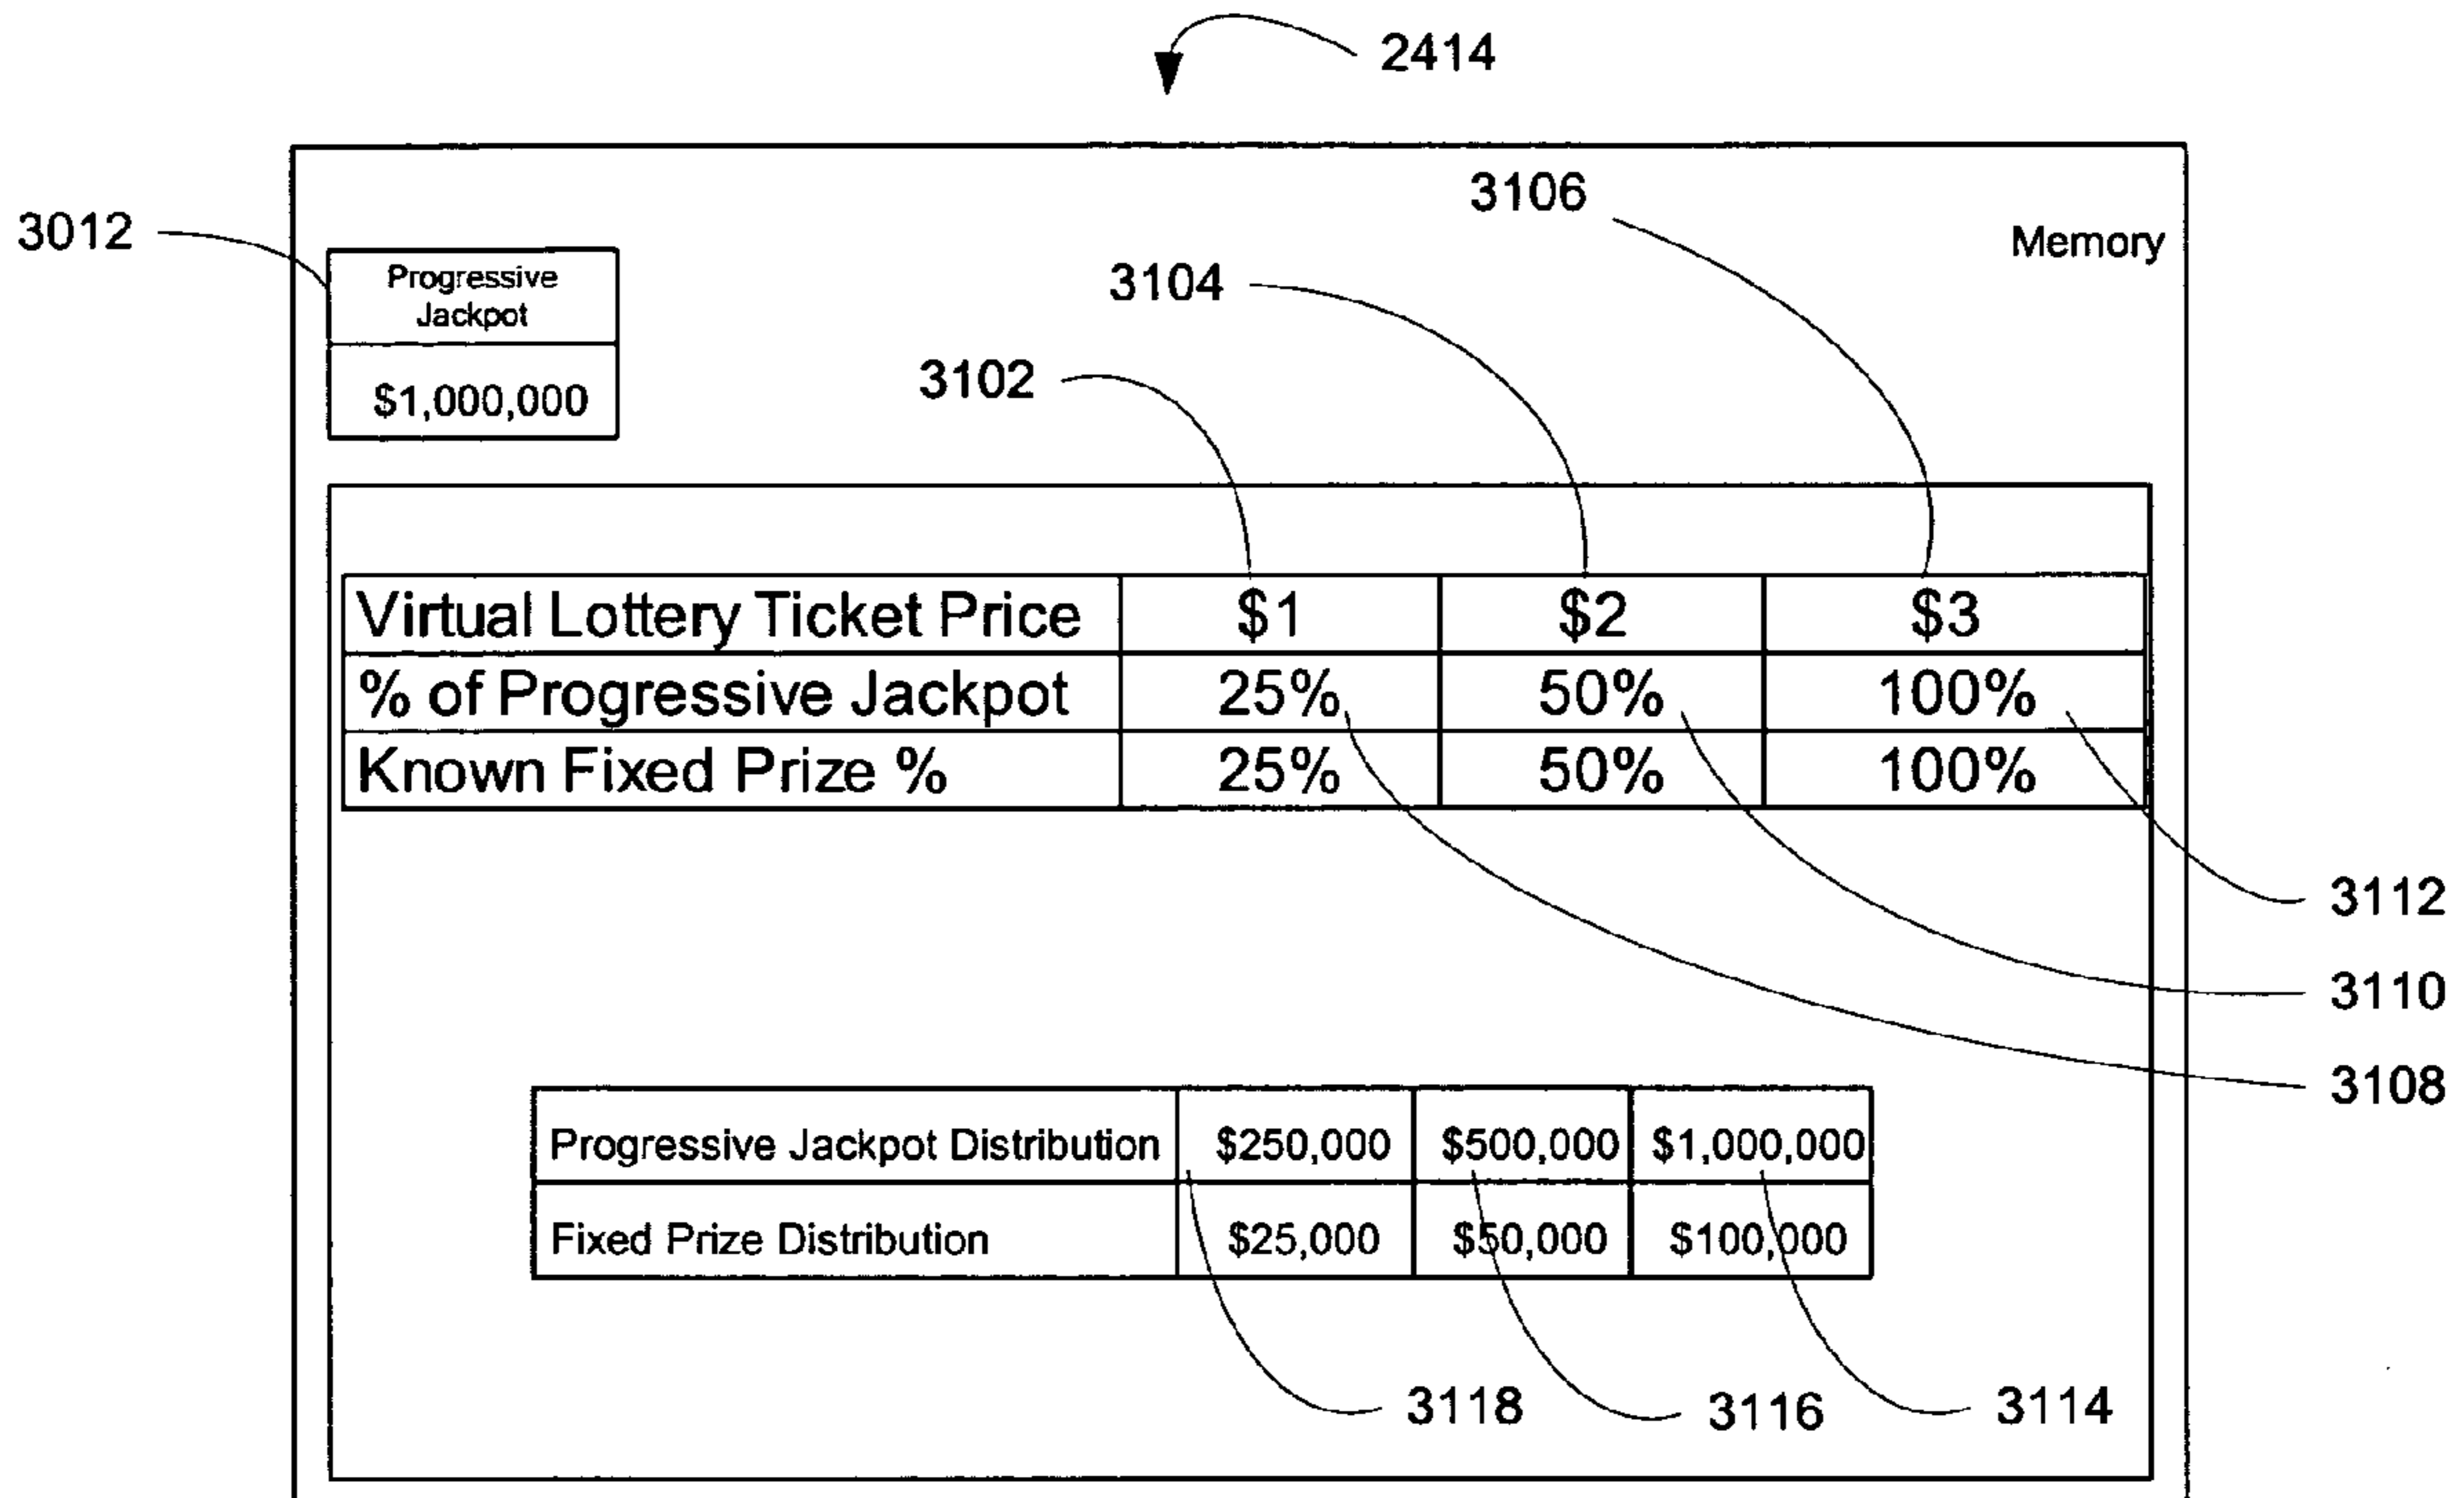 2414
3106
3012
Memory
Progressive
Jackpot
3104
3102
$1,000,000
Virtual Lottery Ticket Price $1 $2 $3
% of Progressive Jackpot 25% 50% 100%
Known Fixed Prize % 25% 50% 100%
3112
3110
3108
Progressive Jackpot Distribution $250,000 $500,000 $1,000,000
Fixed Prize Distribution $25,000 $50,000 $100,000
3118 3116 3114